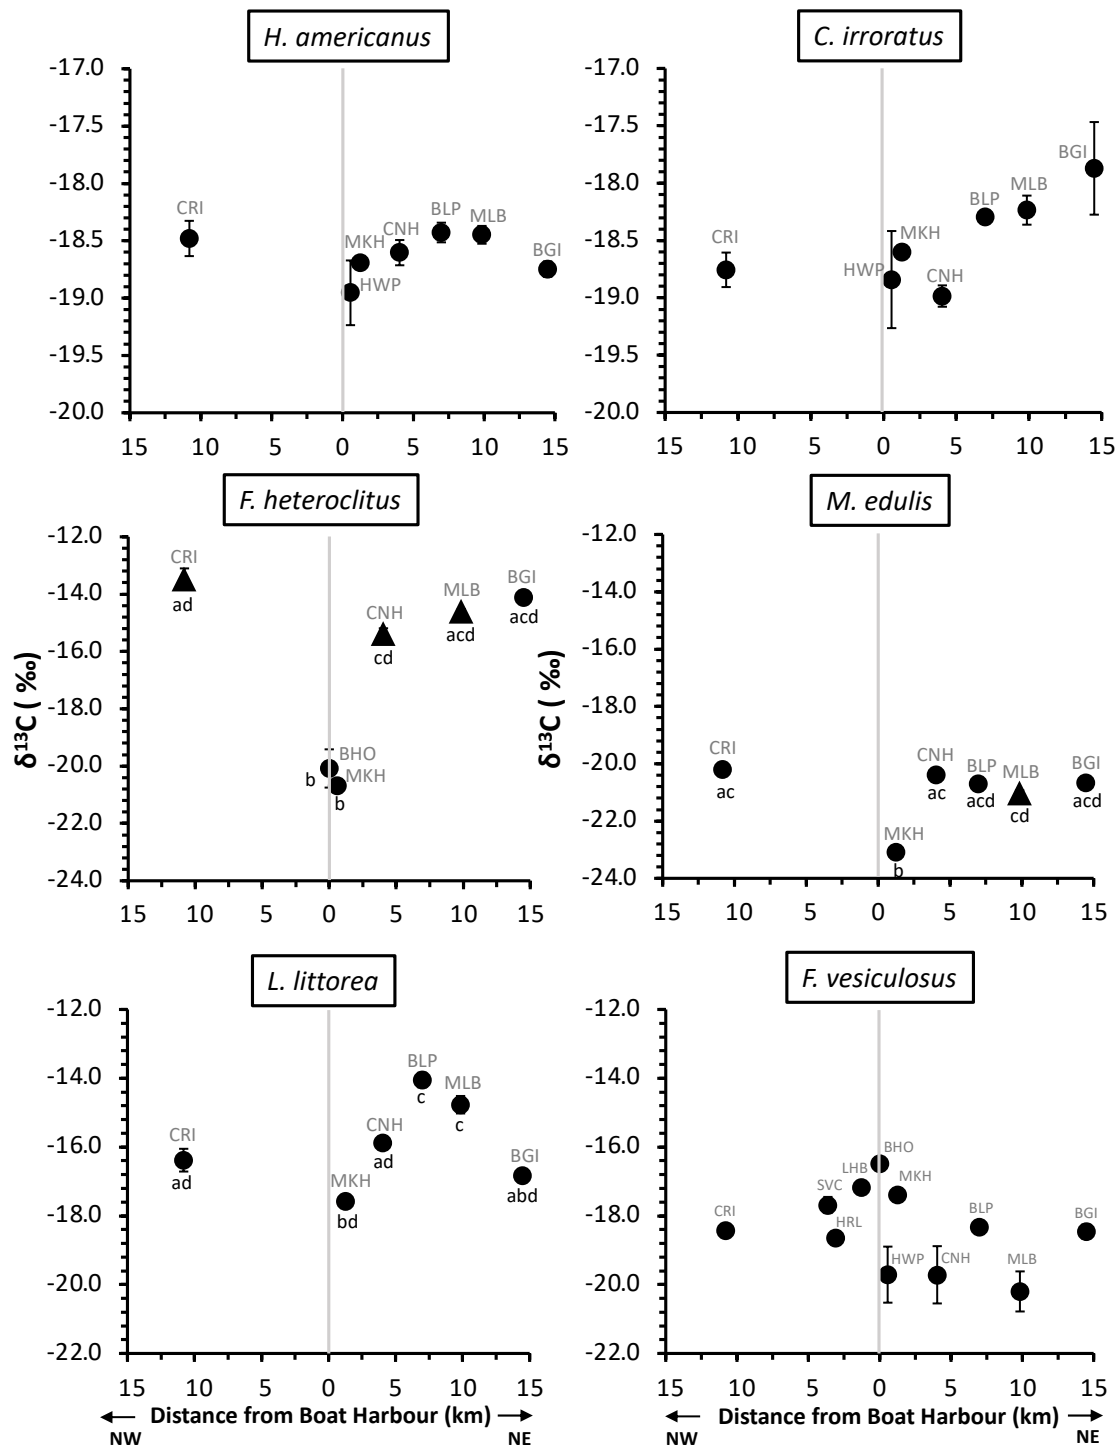 H. americanus
-17.0
-17.5
-18.0
-18.5
-19.0
-19.5
-20.0
CRI
HWP
MKH
CNH
BLP
MLB
BGI
15 10 5 0 5 10 15
C. irroratus
-17.0
-17.5
-18.0
-18.5
-19.0
-19.5
-20.0
CRI
HWP
MKH
CNH
BLP
MLB
BGI
15 10 5 0 5 10 15
F. heteroclitus
δ¹³C ( ‰)
-12.0
-14.0
-16.0
-18.0
-20.0
-22.0
-24.0
CRI
ad
BHO
b
MKH
b
CNH
cd
MLB
acd
BGI
acd
15 10 5 0 5 10 15
M. edulis
δ¹³C ( ‰)
-12.0
-14.0
-16.0
-18.0
-20.0
-22.0
-24.0
CRI
ac
MKH
b
CNH
ac
BLP
acd
MLB
cd
BGI
acd
15 10 5 0 5 10 15
L. littorea
-12.0
-14.0
-16.0
-18.0
-20.0
-22.0
CRI
ad
MKH
bd
CNH
ad
BLP
c
MLB
c
BGI
abd
15 10 5 0 5 10 15
← Distance from Boat Harbour (km) →
NW NE
F. vesiculosus
-12.0
-14.0
-16.0
-18.0
-20.0
-22.0
CRI
SVC
HRL
LHB
BHO
MKH
HWP
CNH
BLP
MLB
BGI
15 10 5 0 5 10 15
← Distance from Boat Harbour (km) →
NW NE